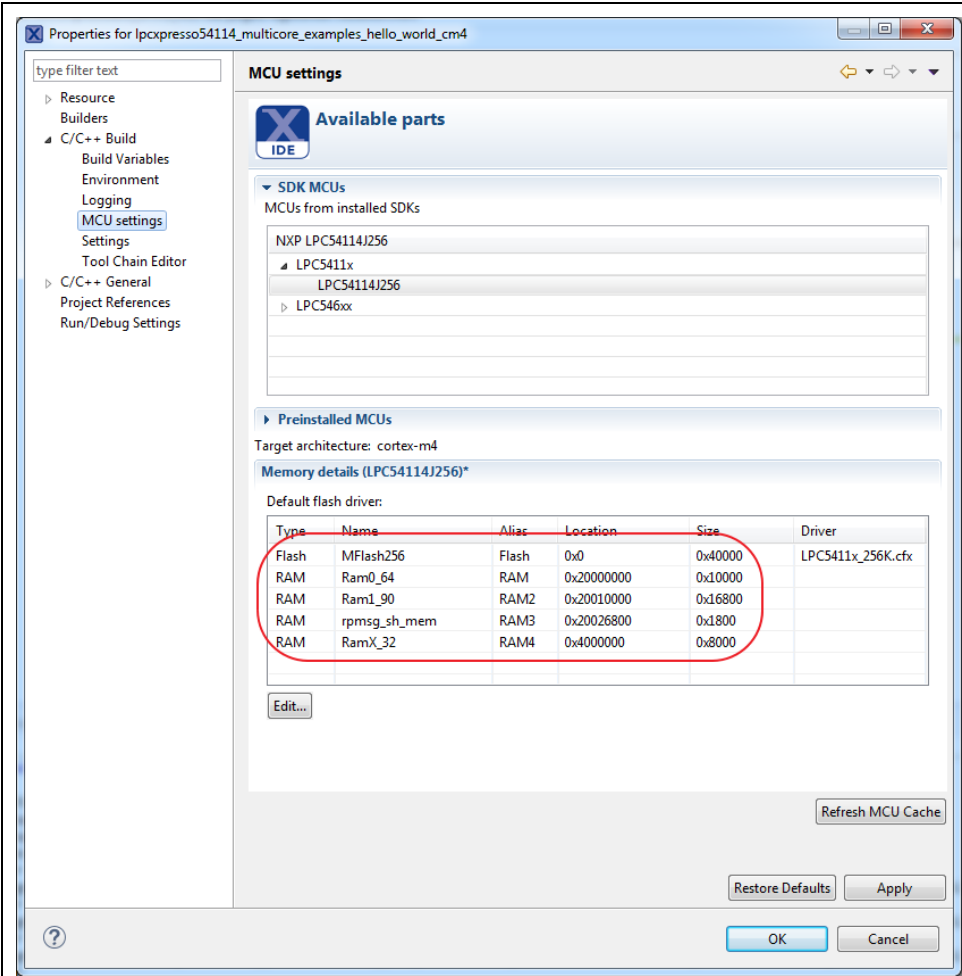 Properties for lpcxpresso54114_multicore_examples_hello_world_cm4
type filter text
Resource
Builders
C/C++ Build
Build Variables
Environment
Logging
MCU settings
Settings
Tool Chain Editor
C/C++ General
Project References
Run/Debug Settings
MCU settings
IDE
Available parts
SDK MCUs
MCUs from installed SDKs
NXP LPC54114J256
LPC5411x
LPC54114J256
LPC546xx
Preinstalled MCUs
Target architecture: cortex-m4
Memory details (LPC54114J256)*
Default flash driver:
Type Name Alias Location Size Driver
Flash MFlash256 Flash 0x0 0x40000 LPC5411x_256K.cfx
RAM Ram0_64 RAM 0x20000000 0x10000
RAM Ram1_90 RAM2 0x20010000 0x16800
RAM rpmsg_sh_mem RAM3 0x20026800 0x1800
RAM RamX_32 RAM4 0x4000000 0x8000
Edit...
Refresh MCU Cache
Restore Defaults Apply
? OK Cancel